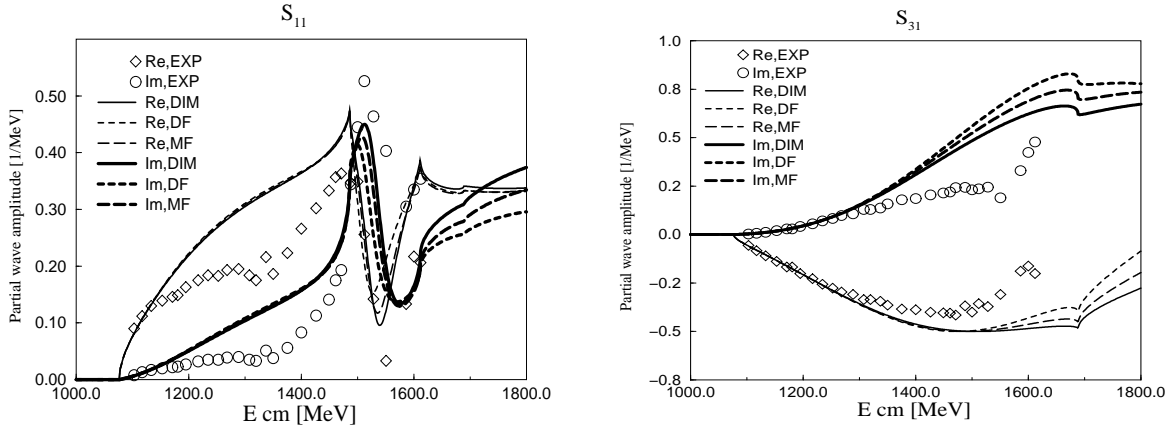 S11
Partial wave amplitude [1/MeV]
0.50
0.40
0.30
0.20
0.10
0.00
Re,EXP
Im,EXP
Re,DIM
Re,DF
Re,MF
Im,DIM
Im,DF
Im,MF
1000.0 1200.0 1400.0 1600.0 1800.0
E cm [MeV]
S31
Partial wave amplitude [1/MeV]
1.0
0.8
0.5
0.2
0.0
−0.2
−0.5
−0.8
Re,EXP
Im,EXP
Re,DIM
Re,DF
Re,MF
Im,DIM
Im,DF
Im,MF
1000.0 1200.0 1400.0 1600.0 1800.0
E cm [MeV]